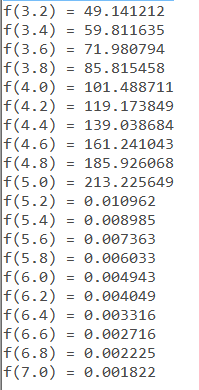 f(3.2) = 49.141212
f(3.4) = 59.811635
f(3.6) = 71.980794
f(3.8) = 85.815458
f(4.0) = 101.488711
f(4.2) = 119.173849
f(4.4) = 139.038684
f(4.6) = 161.241043
f(4.8) = 185.926068
f(5.0) = 213.225649
f(5.2) = 0.010962
f(5.4) = 0.008985
f(5.6) = 0.007363
f(5.8) = 0.006033
f(6.0) = 0.004943
f(6.2) = 0.004049
f(6.4) = 0.003316
f(6.6) = 0.002716
f(6.8) = 0.002225
f(7.0) = 0.001822